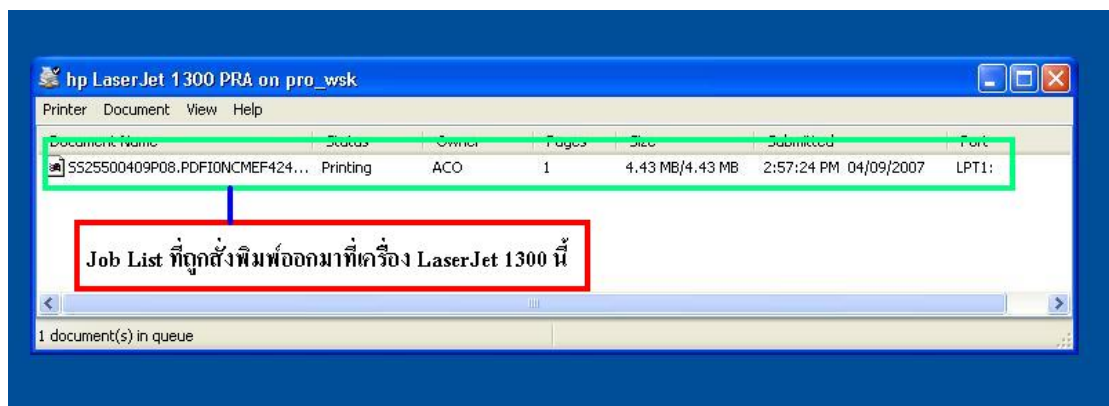 hp LaserJet 1300 PRA on pro_wsk
Printer Document View Help
Document Name Status Owner Pages Size Submitted Port
SS25500409P08.PDFI0NCMEFF424... Printing ACO 1 4.43 MB/4.43 MB 2:57:24 PM 04/09/2007 LPT1:
Job List ที่ถูกสั่งพิมพ์ออกมาที่เครื่อง LaserJet 1300 นี้
1 document(s) in queue